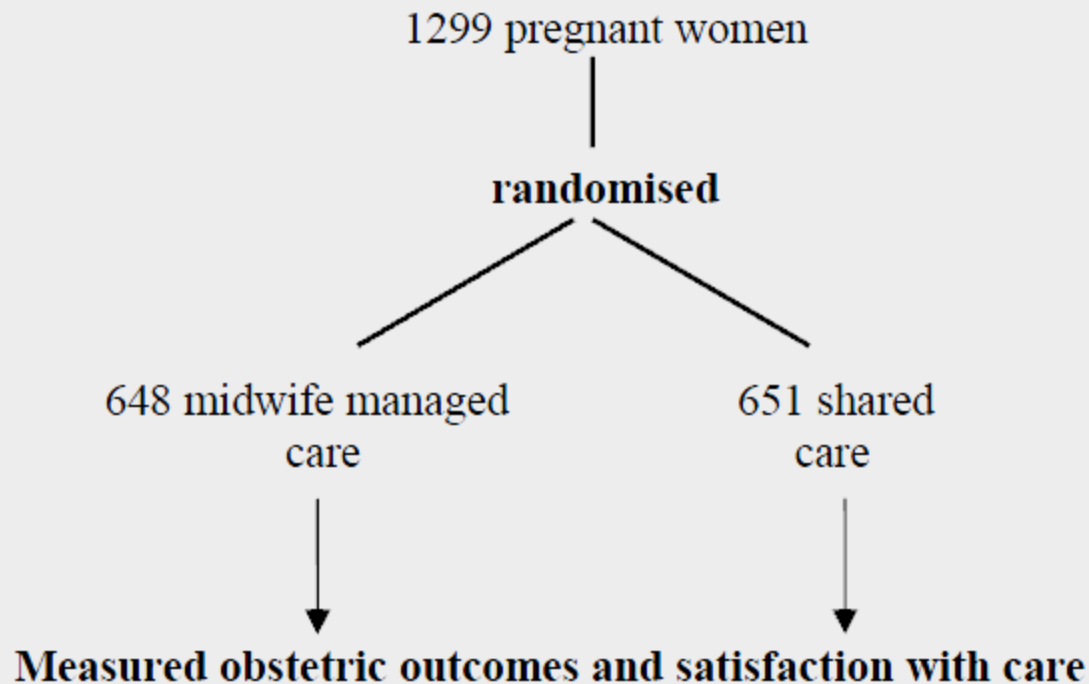 1299 pregnant women
randomised
648 midwife managed
care
651 shared
care
Measured obstetric outcomes and satisfaction with care